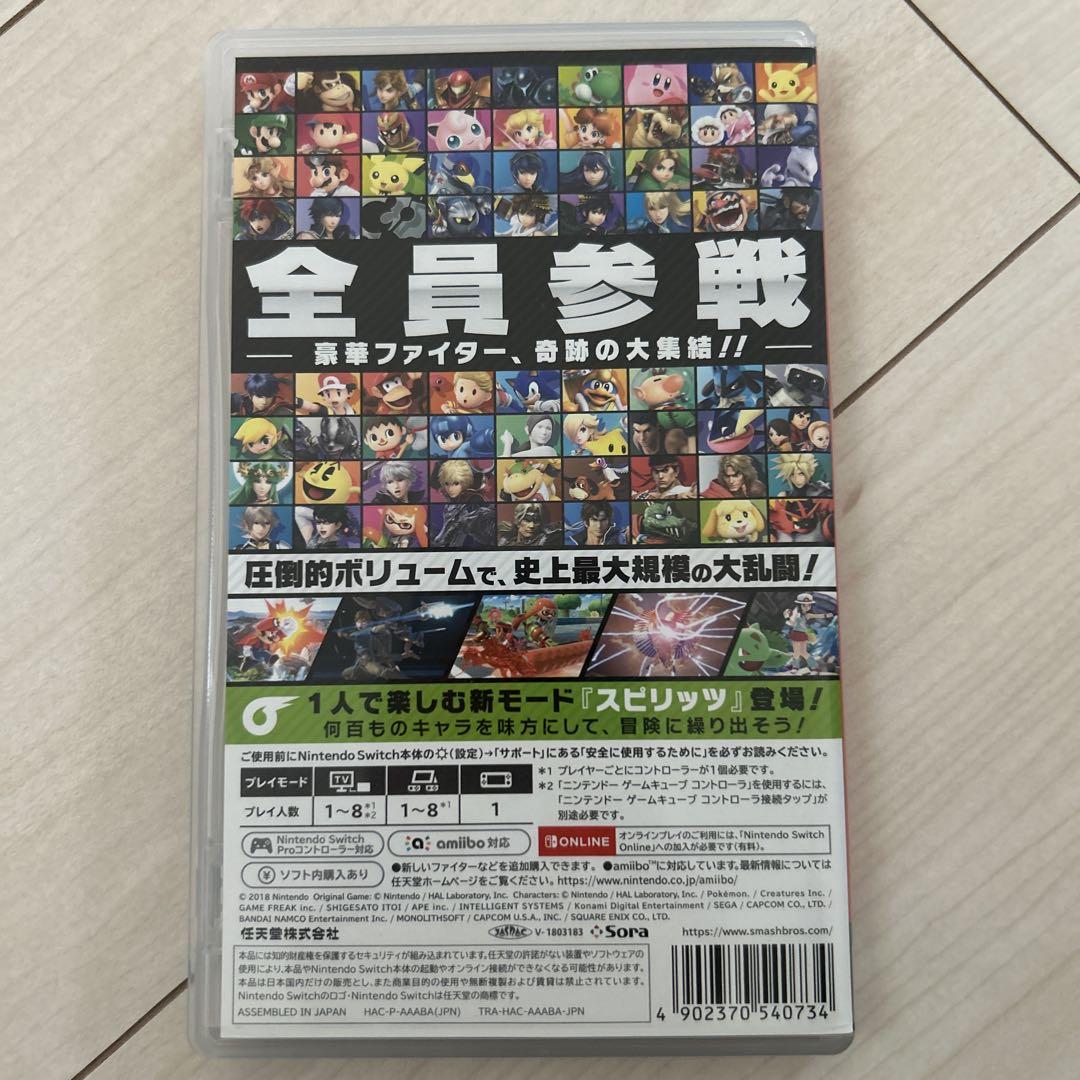 全員参戦
豪華ファイター、奇跡の大集結!!
圧倒的ボリュームで、史上最大規模の大乱闘!
1人で楽しむ新モード『スピリッツ』登場!
何百ものキャラを味方にして、冒険に繰り出そう!
ご使用前にNintendo Switch本体の(設定)→「サポート」にある「安全に使用するために」を必ずお読みください。
プレイモード TV
プレイ人数 1〜8*1*2 1〜8*1 1
*1 プレイヤーごとにコントローラーが1個必要です。
*2 「ニンテンドー ゲームキューブ コントローラ」を使用するには、
「ニンテンドー ゲームキューブ コントローラ接続タップ」が
別途必要です。
Nintendo Switch
Proコントローラー対応
amiibo対応
ONLINE
オンラインプレイのご利用には、「Nintendo Switch
Online」への加入が必要です(有料)。
¥ ソフト内購入あり
●新しいファイターなどを追加購入できます。 ●amiibo™に対応しています。最新情報については
任天堂ホームページをご覧ください。https://www.nintendo.co.jp/amiibo/
© 2018 Nintendo Original Game: © Nintendo / HAL Laboratory, Inc. Characters: © Nintendo / HAL Laboratory, Inc. / Pokémon. / Creatures Inc. /
GAME FREAK inc. / SHIGESATO ITOI / APE inc. / INTELLIGENT SYSTEMS / Konami Digital Entertainment / SEGA / CAPCOM CO., LTD. /
BANDAI NAMCO Entertainment Inc. / MONOLITHSOFT / CAPCOM U.S.A., INC. / SQUARE ENIX CO., LTD.
任天堂株式会社
JASRAC V-1803183 Sora https://www.smashbros.com/
本品には知的財産権を保護するセキュリティが組み込まれています。任天堂の許諾がない装置やソフトウェアの
使用により、本品やNintendo Switch本体の起動やオンライン接続ができなくなる可能性があります。
本品は日本国内だけの販売とし、また商業目的の使用や無断複製および賃貸は禁止されています。
Nintendo Switchのロゴ・Nintendo Switchは任天堂の商標です。
ASSEMBLED IN JAPAN HAC-P-AAABA(JPN) TRA-HAC-AAABA-JPN
4 902370 540734